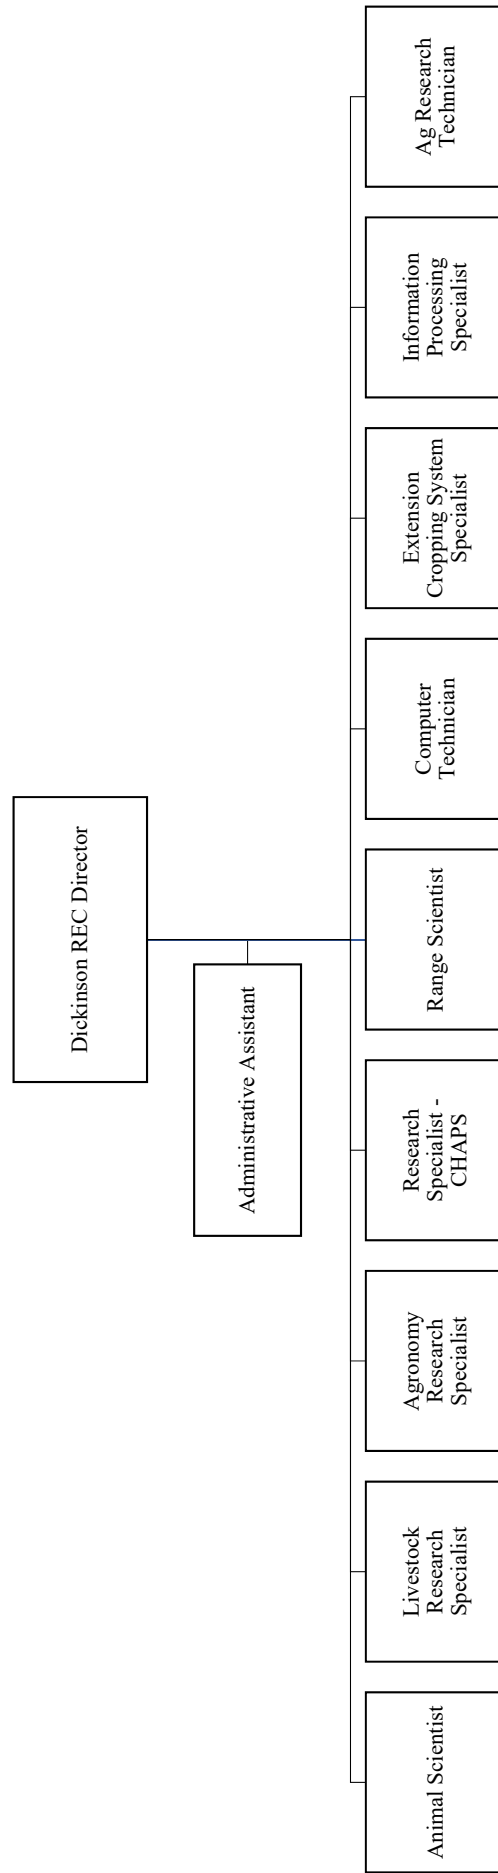 Dickinson REC Director
Administrative Assistant
Animal Scientist
Livestock
Research
Specialist
Agronomy
Research
Specialist
Research
Specialist -
CHAPS
Range Scientist
Computer
Technician
Extension
Cropping System
Specialist
Information
Processing
Specialist
Ag Research
Technician